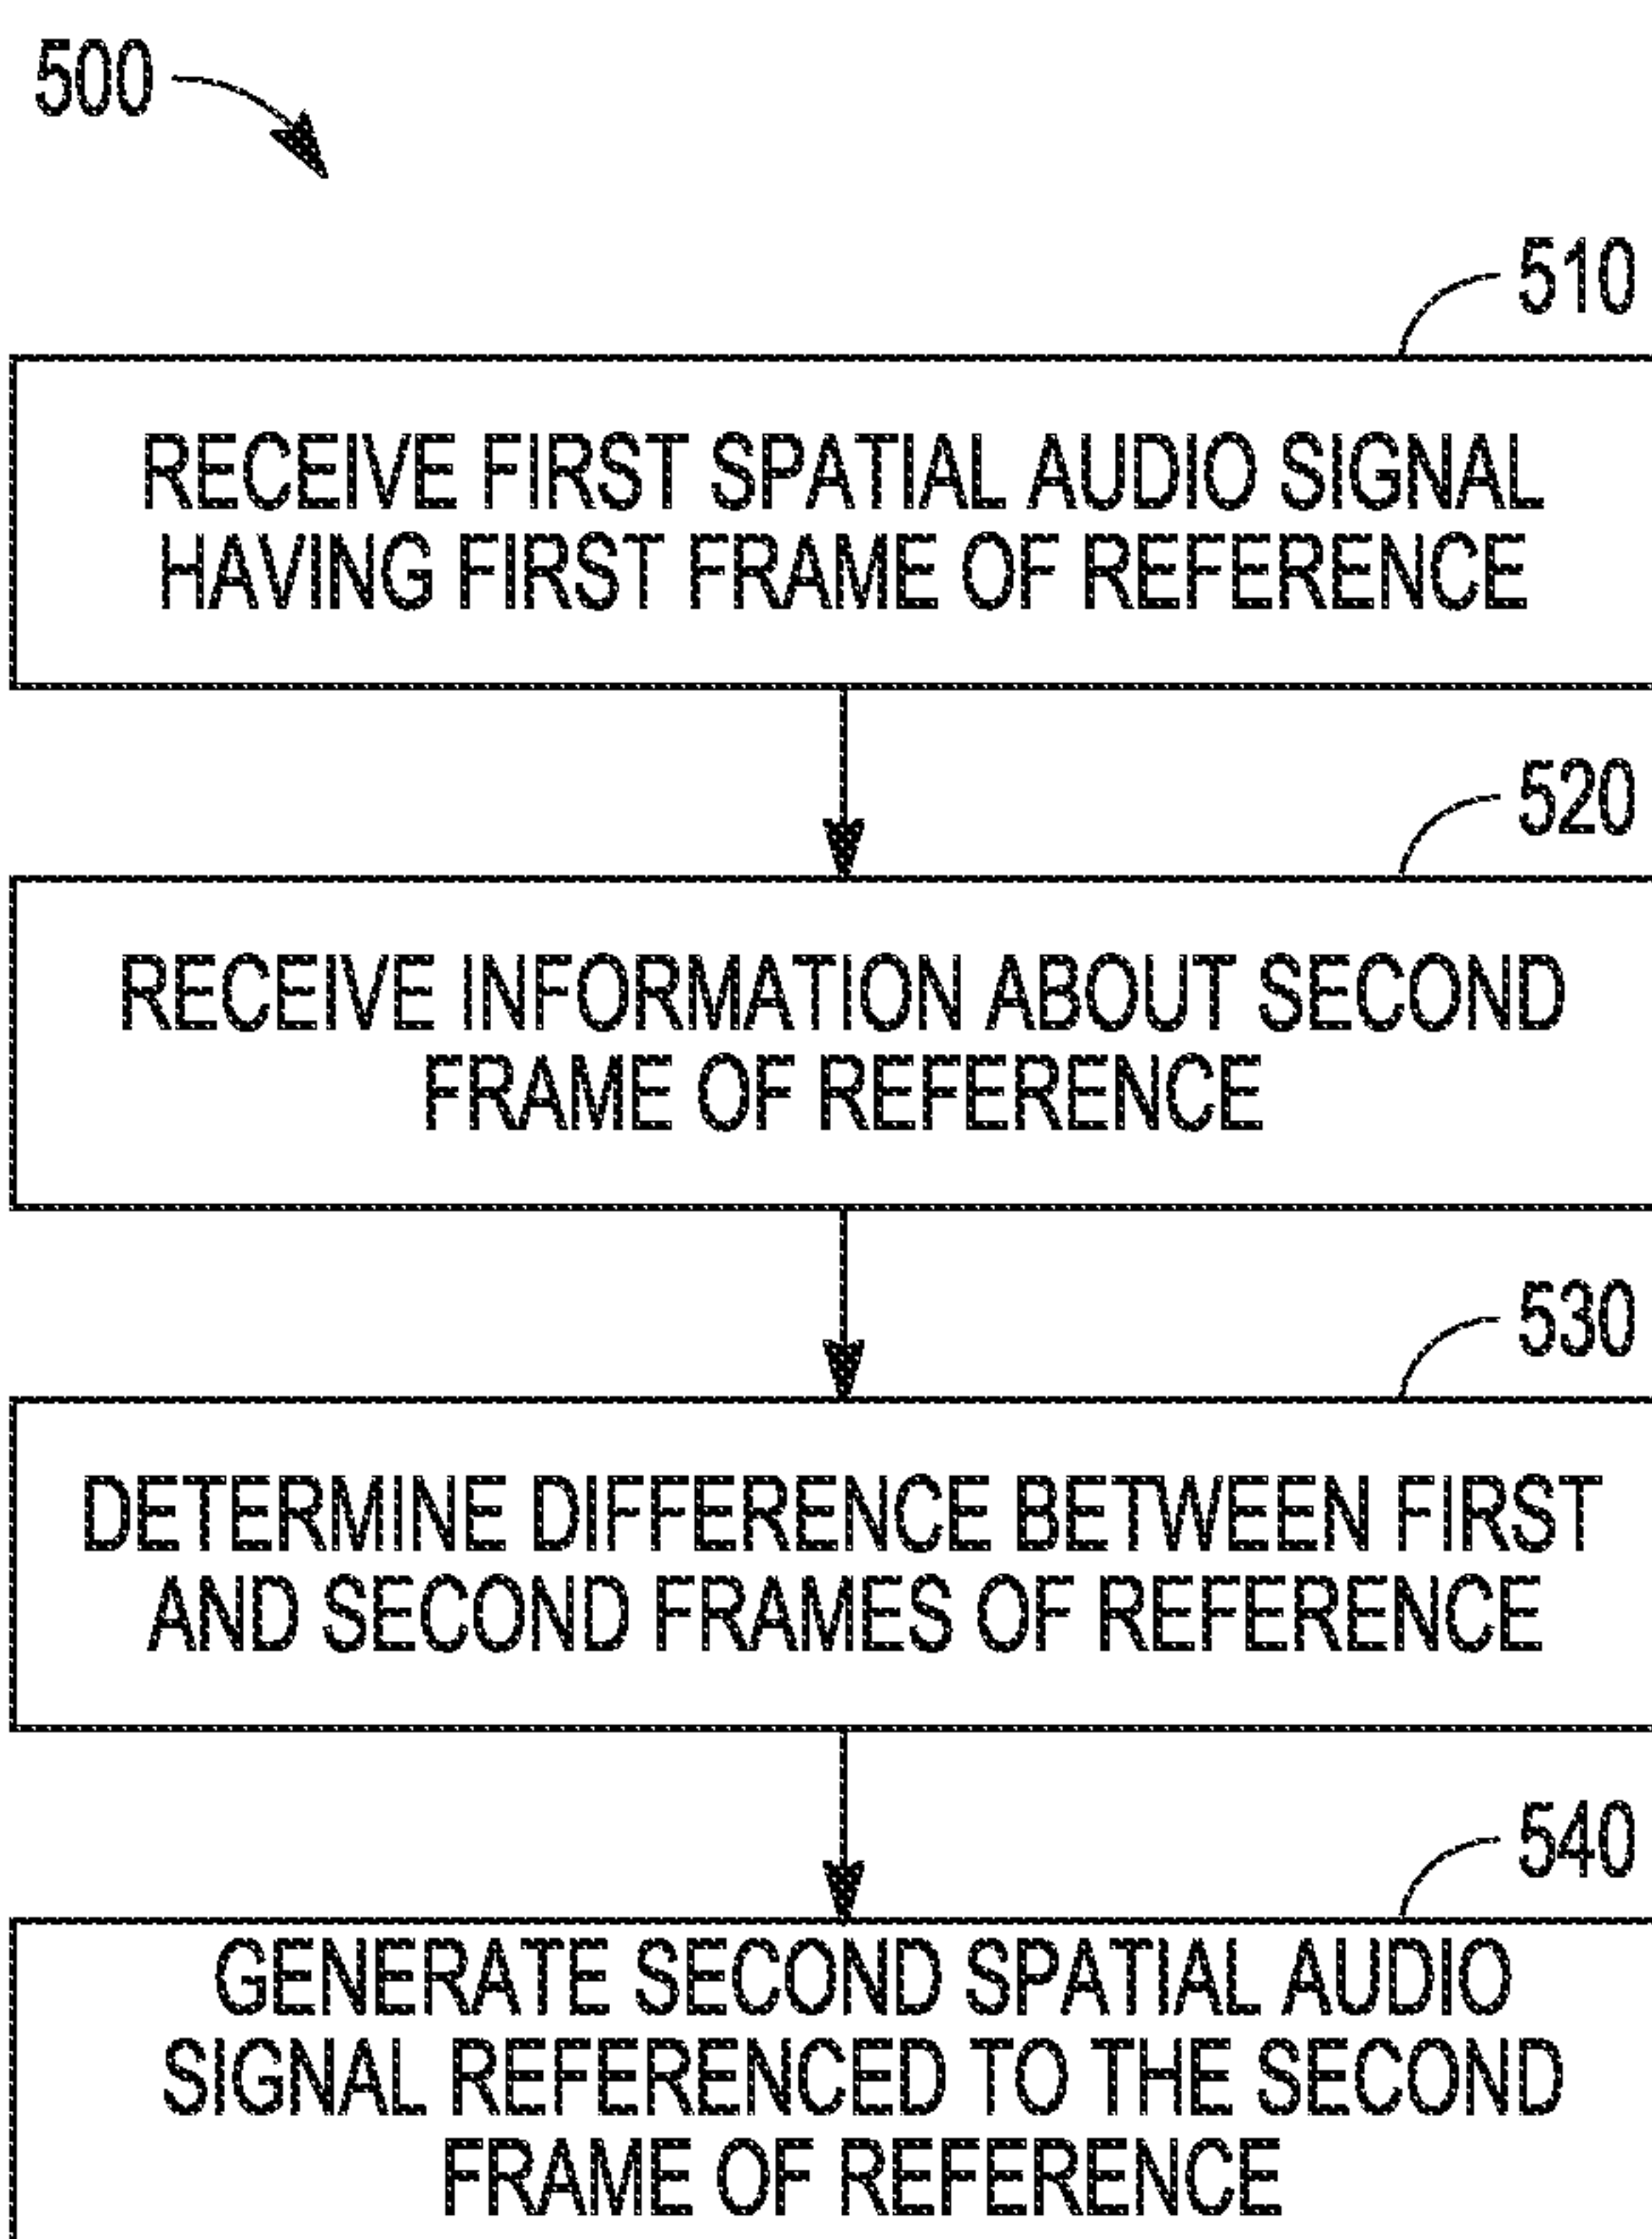 500
510
RECEIVE FIRST SPATIAL AUDIO SIGNAL
HAVING FIRST FRAME OF REFERENCE
520
RECEIVE INFORMATION ABOUT SECOND
FRAME OF REFERENCE
530
DETERMINE DIFFERENCE BETWEEN FIRST
AND SECOND FRAMES OF REFERENCE
540
GENERATE SECOND SPATIAL AUDIO
SIGNAL REFERENCED TO THE SECOND
FRAME OF REFERENCE